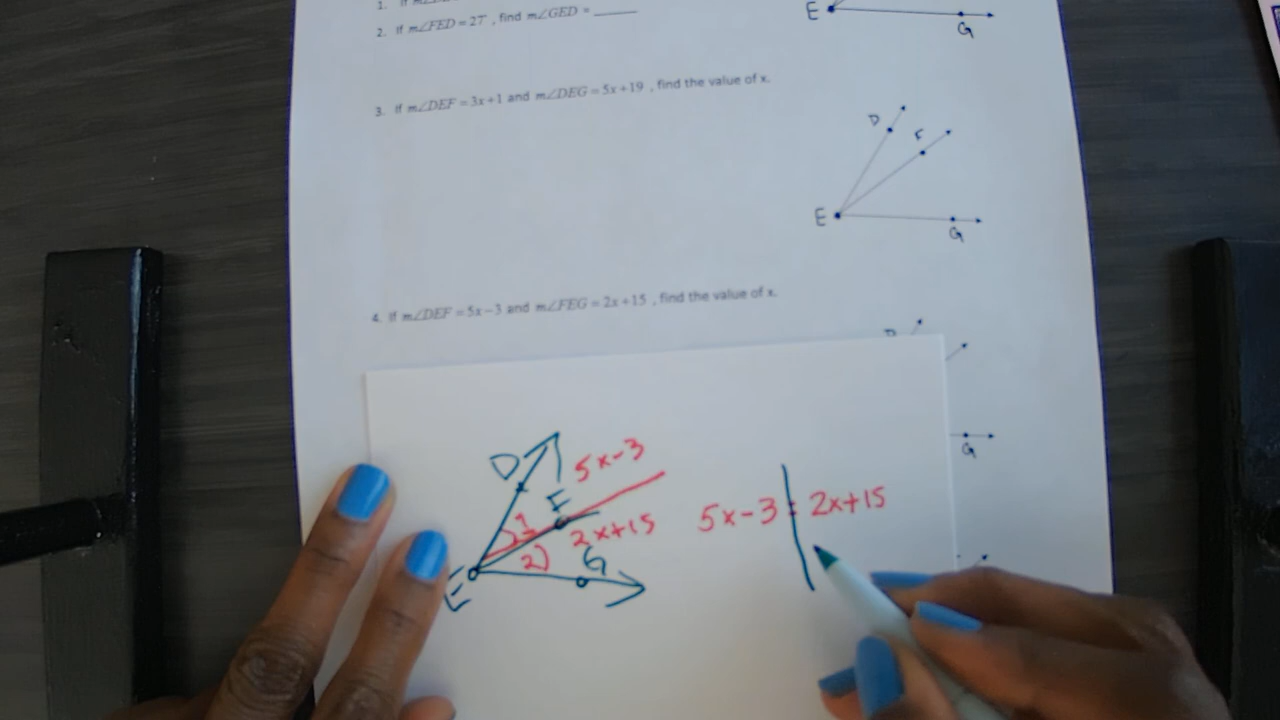 1. If
2. If m∠FED = 27°, find m∠GED = ______
E
G
3. If m∠DEF = 3x+1 and m∠DEG = 5x+19 , find the value of x.
D
F
E
G
4. If m∠DEF = 5x−3 and m∠FEG = 2x+15 , find the value of x.
D
G
D
5x-3
F
1
2x+15
2
G
E
5x-3 = 2x+15